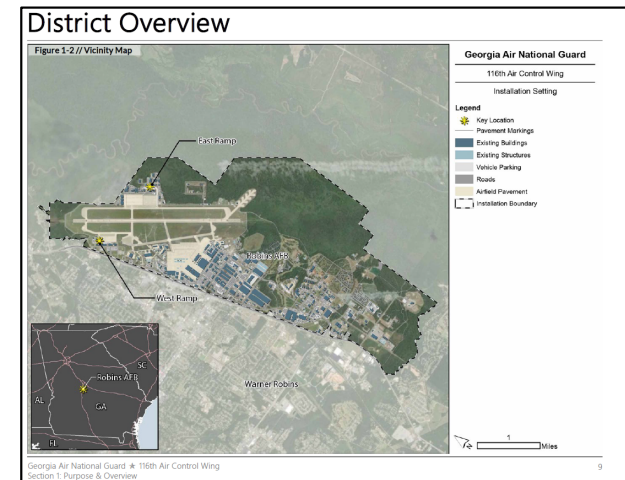 District Overview
Figure 1-2 // Vicinity Map
East Ramp
Robins AFB
West Ramp
Warner Robins
SC
Robins AFB
AL
GA
FL
Georgia Air National Guard
116th Air Control Wing
Installation Setting
Legend
Key Location
Pavement Markings
Existing Buildings
Existing Structures
Vehicle Parking
Roads
Airfield Pavement
Installation Boundary
1
Miles
Georgia Air National Guard ★ 116th Air Control Wing
Section 1: Purpose & Overview
9